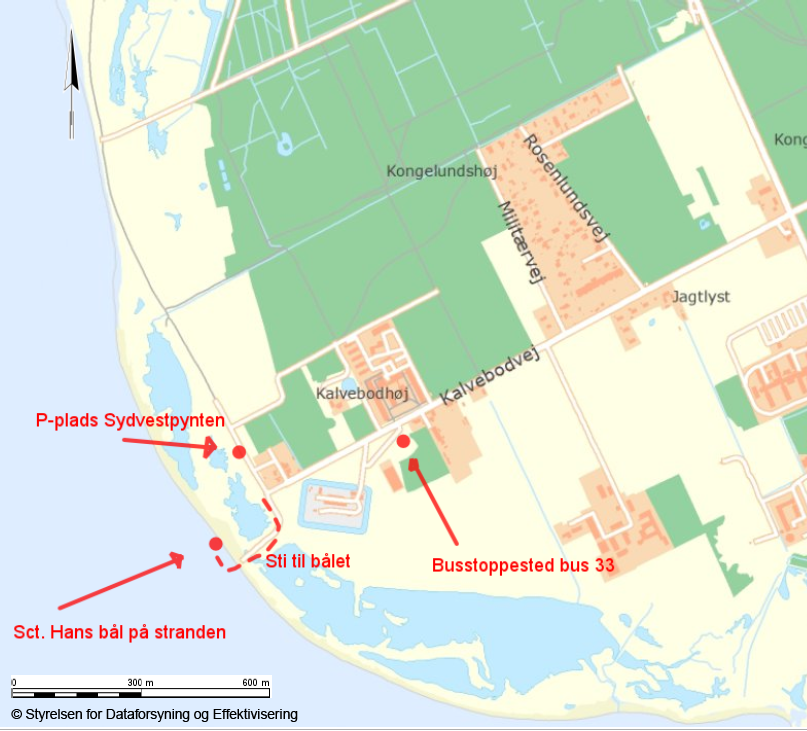 Kong
Kongelundshøj
Rosenlundsvej
Militærvej
Jagtlyst
Kalvebodvej
Kalvebodhøj
P-plads Sydvestpynten
Sti til bålet
Busstoppested bus 33
Sct. Hans bål på stranden
0 300 m 600 m
© Styrelsen for Dataforsyning og Effektivisering